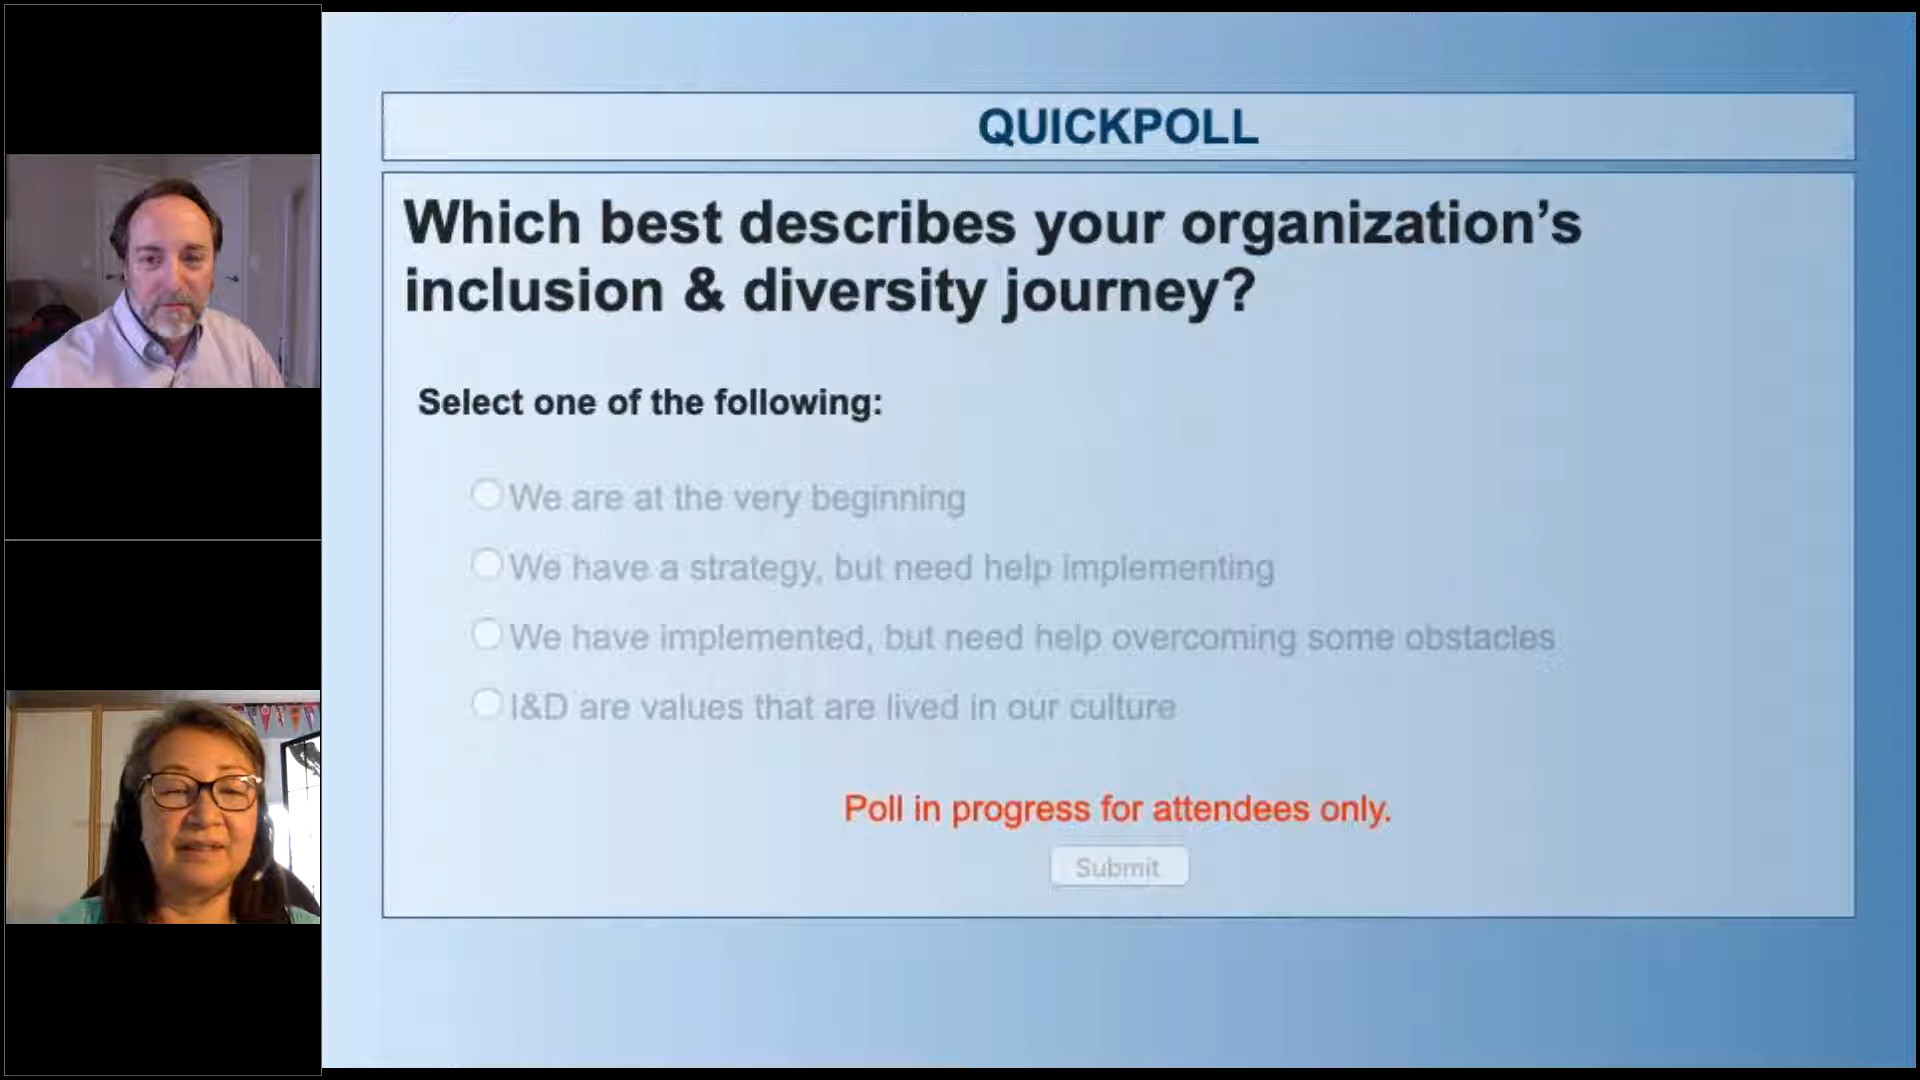 QUICKPOLL
Which best describes your organization’s
inclusion & diversity journey?
Select one of the following:
We are at the very beginning
We have a strategy, but need help implementing
We have implemented, but need help overcoming some obstacles
I&D are values that are lived in our culture
Poll in progress for attendees only.
Submit